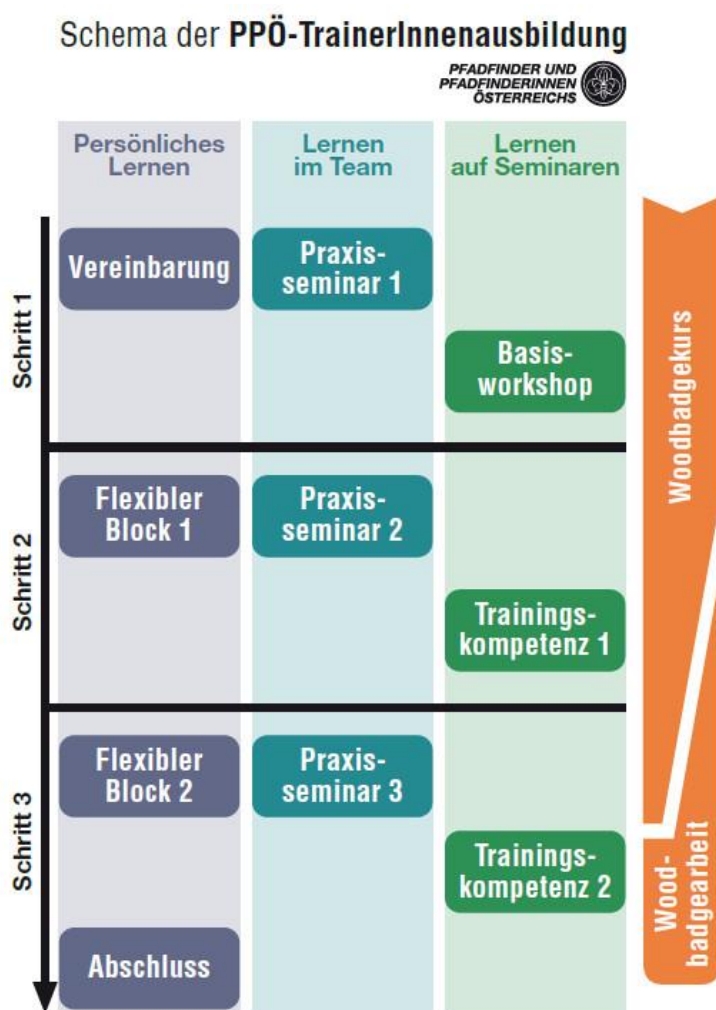 Schema der PPÖ-TrainerInnenausbildung
PFADFINDER UND
PFADFINDERINNEN
ÖSTERREICHS
Persönliches
Lernen
Lernen
im Team
Lernen
auf Seminaren
Schritt 1
Vereinbarung
Praxis-
seminar 1
Basis-
workshop
Schritt 2
Flexibler
Block 1
Praxis-
seminar 2
Trainings-
kompetenz 1
Schritt 3
Flexibler
Block 2
Praxis-
seminar 3
Trainings-
kompetenz 2
Abschluss
Woodbadgekurs
Wood-
badgearbeit